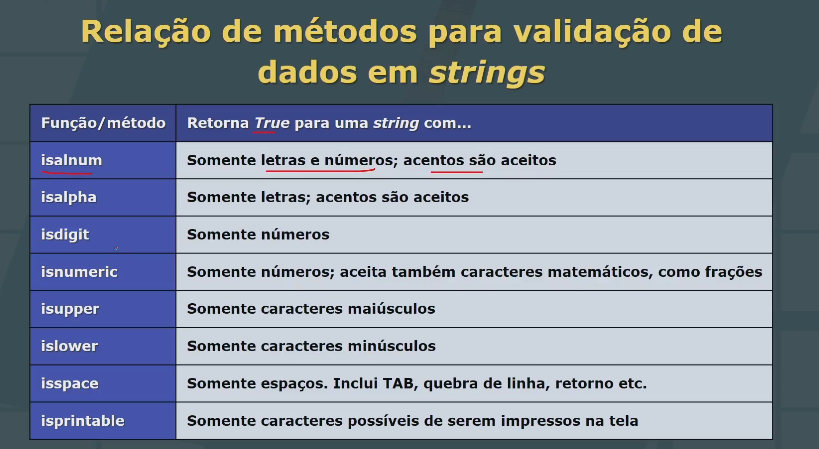 Relação de métodos para validação de
dados em strings
Função/método Retorna True para uma string com...
isalnum Somente letras e números; acentos são aceitos
isalpha Somente letras; acentos são aceitos
isdigit Somente números
isnumeric Somente números; aceita também caracteres matemáticos, como frações
isupper Somente caracteres maiúsculos
islower Somente caracteres minúsculos
isspace Somente espaços. Inclui TAB, quebra de linha, retorno etc.
isprintable Somente caracteres possíveis de serem impressos na tela